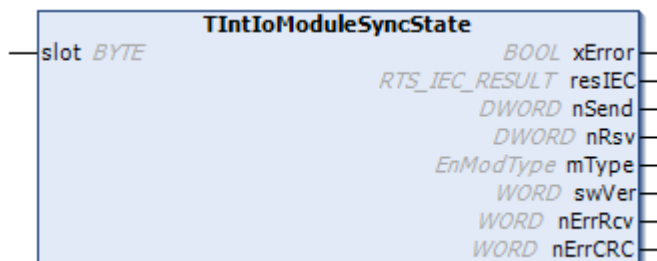 TIntIoModuleSyncState
slot BYTE BOOL xError
RTS_IEC_RESULT resIEC
DWORD nSend
DWORD nRsv
EnModType mType
WORD swVer
WORD nErrRcv
WORD nErrCRC